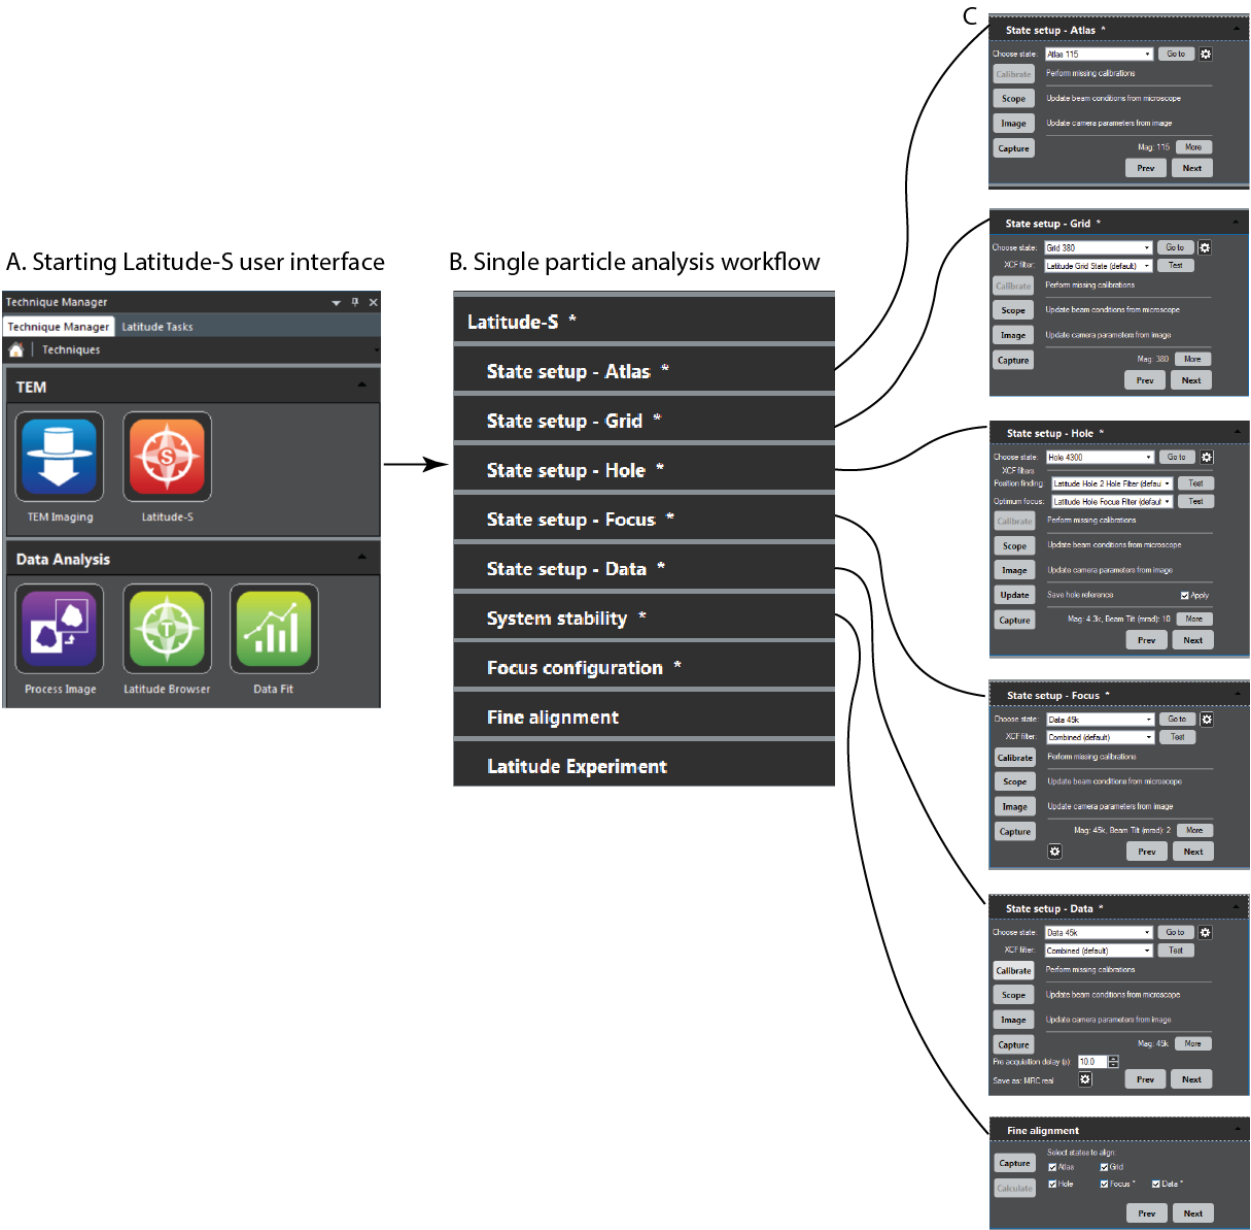 A. Starting Latitude-S user interface
Technique Manager
Technique Manager Latitude Tasks
Techniques
TEM
S
TEM Imaging Latitude-S
Data Analysis
T
Process Image Latitude Browser Data Fit
B. Single particle analysis workflow
Latitude-S *
State setup - Atlas *
State setup - Grid *
State setup - Hole *
State setup - Focus *
State setup - Data *
System stability *
Focus configuration *
Fine alignment
Latitude Experiment
C
State setup - Atlas *
Choose state: Atlas 115 Go to
Calibrate Perform missing calibrations
Scope Update beam conditions from microscope
Image Update camera parameters from image
Capture Mag: 115 More
Prev Next
State setup - Grid *
Choose state: Grid 380 Go to
XCF filter: Latitude Grid State (default) Test
Calibrate Perform missing calibrations
Scope Update beam conditions from microscope
Image Update camera parameters from image
Capture Mag: 380 More
Prev Next
State setup - Hole *
Choose state: Hole 4300 Go to
XCF filters
Position finding: Latitude Hole 2 Hole Filter (defau Test
Optimum focus: Latitude Hole Focus Filter (default Test
Calibrate Perform missing calibrations
Scope Update beam conditions from microscope
Image Update camera parameters from image
Update Save hole reference Apply
Capture Mag: 4.3k, Beam Tilt (mrad): 10 More
Prev Next
State setup - Focus *
Choose state: Data 45k Go to
XCF filter: Combined (default) Test
Calibrate Perform missing calibrations
Scope Update beam conditions from microscope
Image Update camera parameters from image
Capture Mag: 45k, Beam Tilt (mrad): 2 More
Prev Next
State setup - Data *
Choose state: Data 45k Go to
XCF filter: Combined (default) Test
Calibrate Perform missing calibrations
Scope Update beam conditions from microscope
Image Update camera parameters from image
Capture Mag: 45k More
Pre acquisition delay (s) 10.0
Save as: MRC real Prev Next
Fine alignment
Select states to align:
Capture Atlas Grid
Calculate Hole Focus * Data *
Prev Next